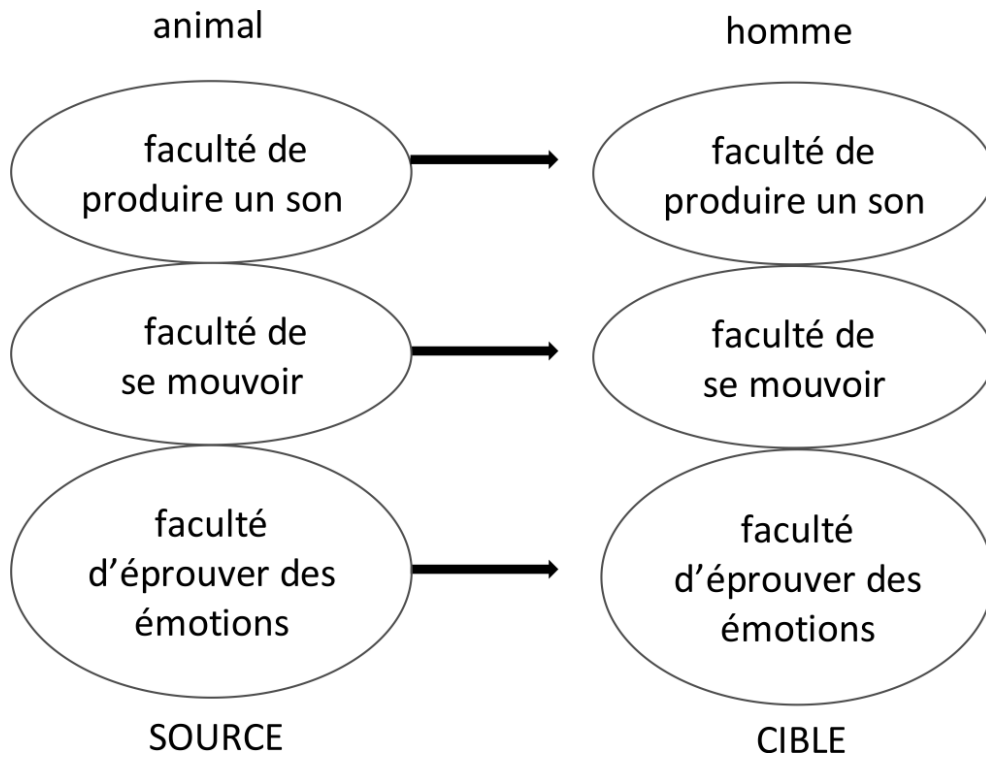 animal
homme
faculté de
produire un son
faculté de
produire un son
faculté de
se mouvoir
faculté de
se mouvoir
faculté
d’éprouver des
émotions
faculté
d’éprouver des
émotions
SOURCE
CIBLE